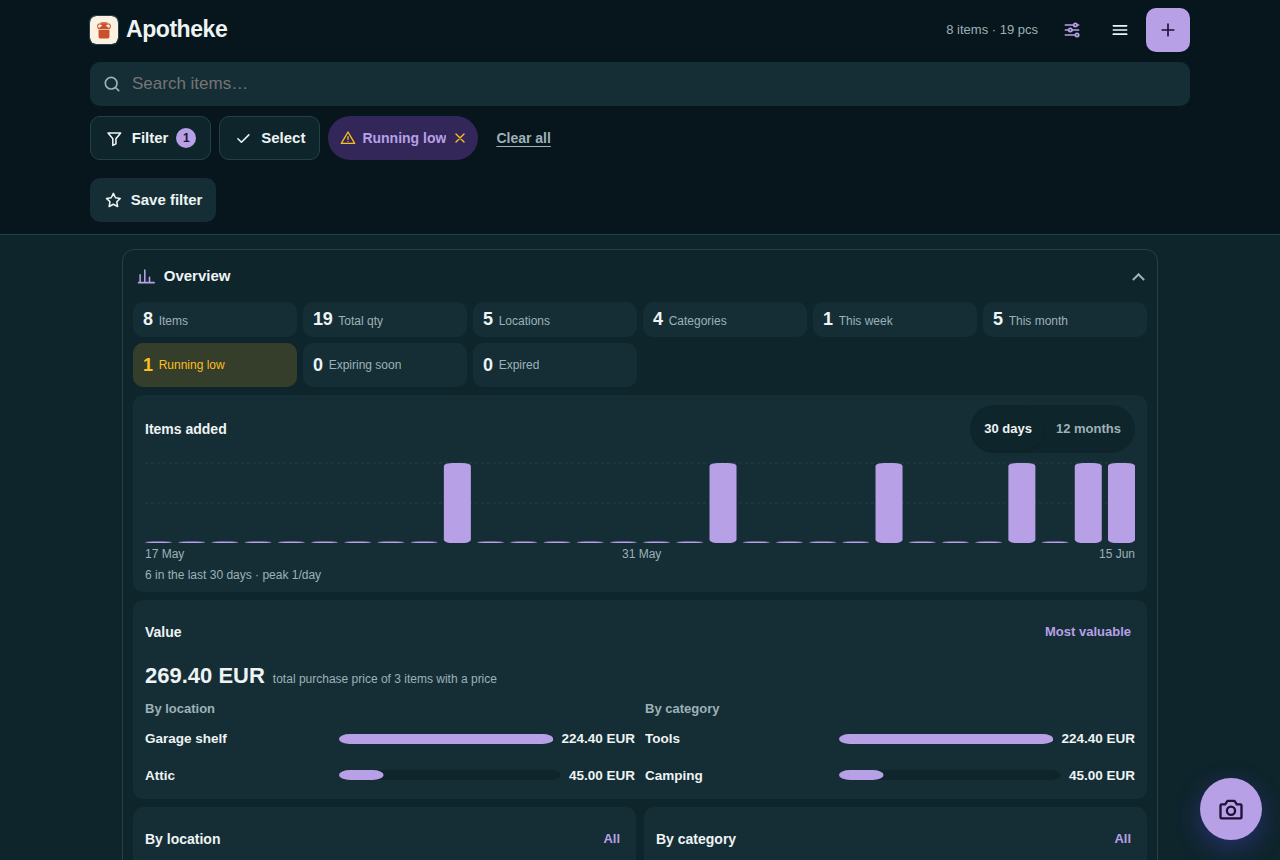 Apotheke
8 items · 19 pcs
Search items…
Filter 1
Select
Running low
Clear all
Save filter
Overview
8 Items
19 Total qty
5 Locations
4 Categories
1 This week
5 This month
1 Running low
0 Expiring soon
0 Expired
Items added
30 days
12 months
17 May
31 May
15 Jun
6 in the last 30 days · peak 1/day
Value
Most valuable
269.40 EUR total purchase price of 3 items with a price
By location
By category
Garage shelf 224.40 EUR
Tools 224.40 EUR
Attic 45.00 EUR
Camping 45.00 EUR
By location All
By category All